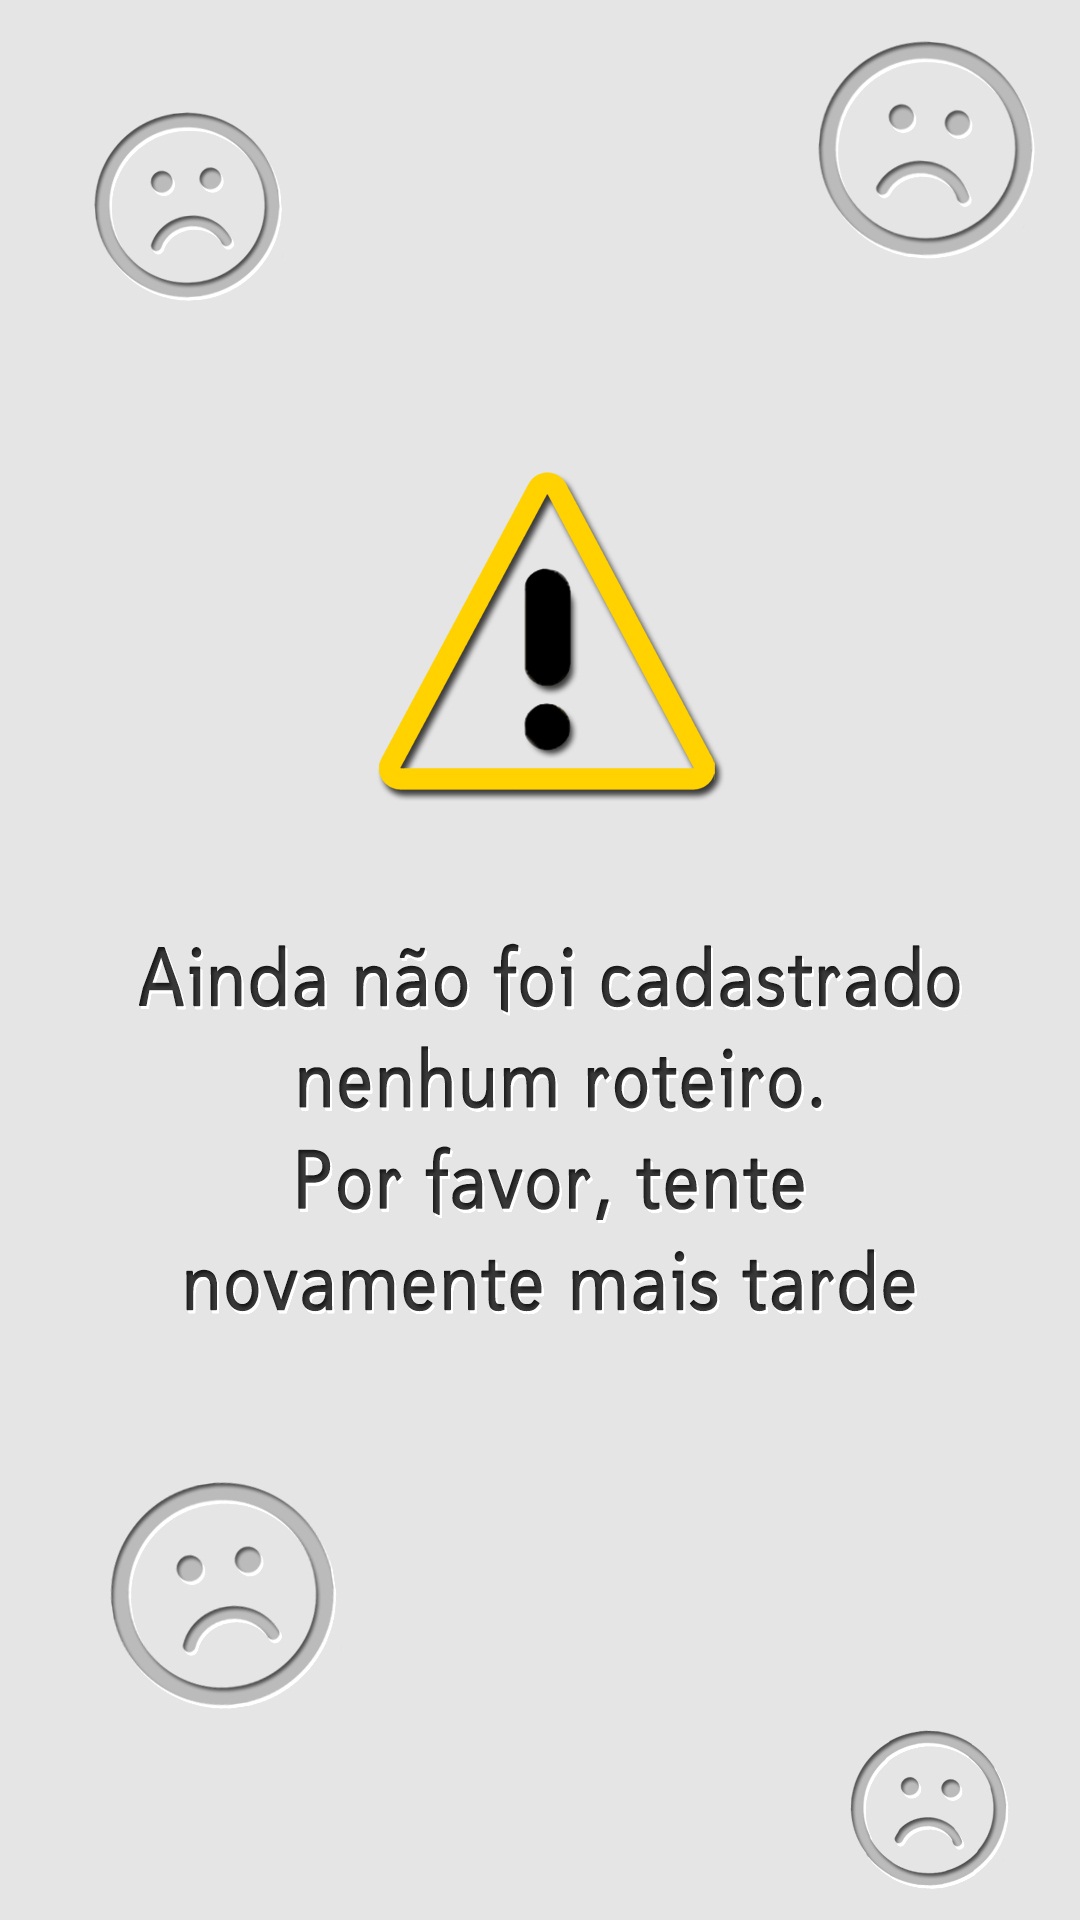 Ainda não foi cadastrado
nenhum roteiro.
Por favor, tente
novamente mais tarde